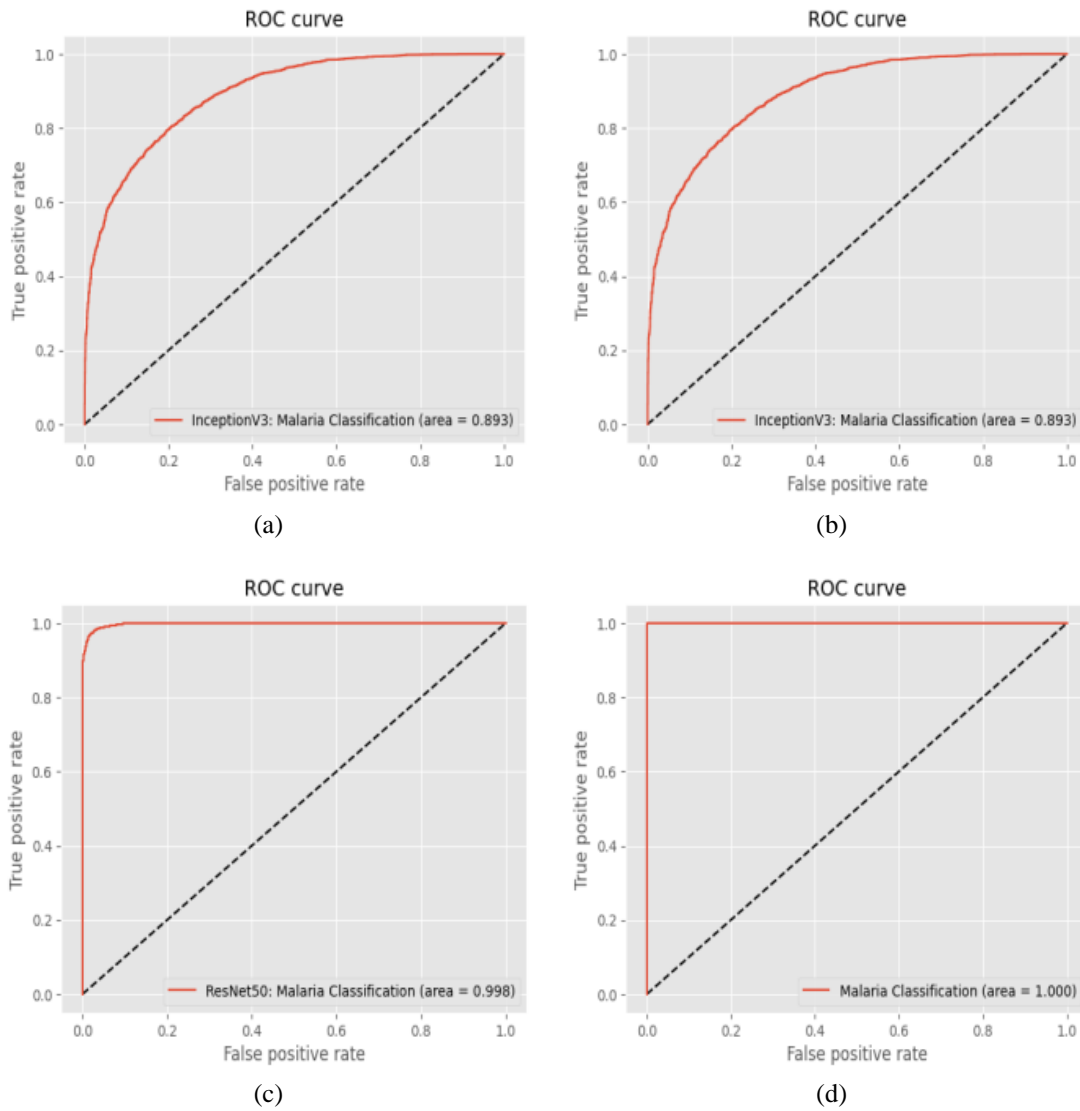 ROC curve
1.0
0.8
0.6
0.4
0.2
0.0
True positive rate
InceptionV3: Malaria Classification (area = 0.893)
0.0 0.2 0.4 0.6 0.8 1.0
False positive rate
(a)
ROC curve
1.0
0.8
0.6
0.4
0.2
0.0
True positive rate
InceptionV3: Malaria Classification (area = 0.893)
0.0 0.2 0.4 0.6 0.8 1.0
False positive rate
(b)
ROC curve
1.0
0.8
0.6
0.4
0.2
0.0
True positive rate
ResNet50: Malaria Classification (area = 0.998)
0.0 0.2 0.4 0.6 0.8 1.0
False positive rate
(c)
ROC curve
1.0
0.8
0.6
0.4
0.2
0.0
True positive rate
Malaria Classification (area = 1.000)
0.0 0.2 0.4 0.6 0.8 1.0
False positive rate
(d)